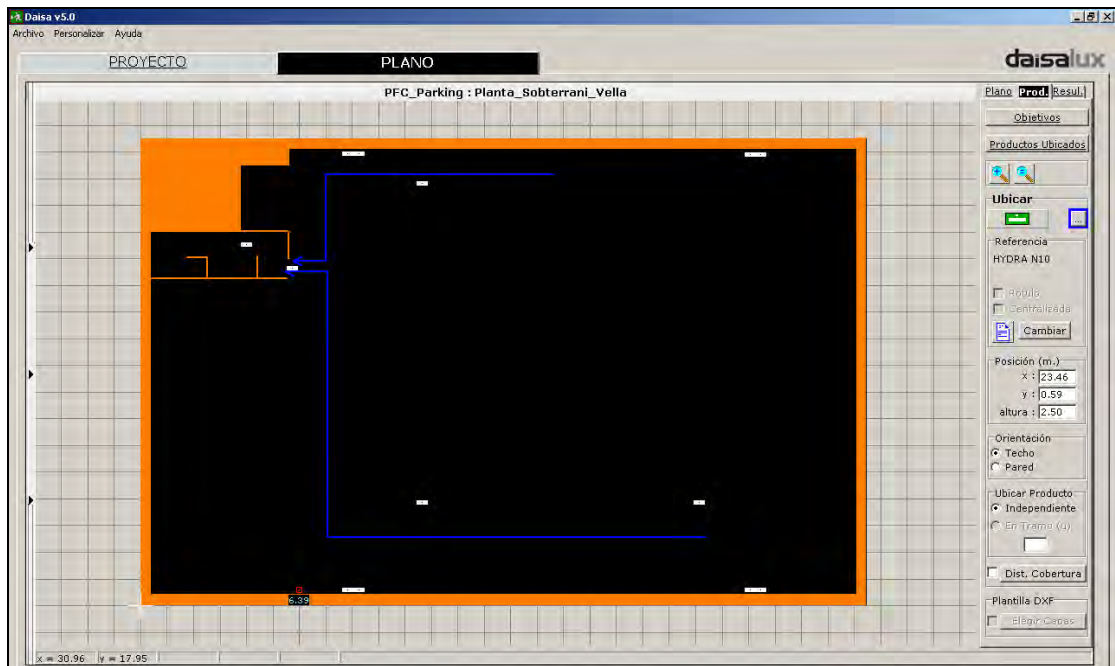 Daisa v5.0
Archivo Personalizar Ayuda
PROYECTO
PLANO
daisalux
PFC_Parking : Planta_Sobterrani_Vella
Plano Prod. Resul.
Objetivos
Productos Ubicados
Ubicar
...
Referencia
HYDRA N10
Rotula
Centralizada
Cambiar
Posición (m.)
x : 23.46
y : 0.59
altura : 2.50
Orientación
Techo
Pared
Ubicar Producto
Independiente
En Tramo (u)
Dist. Cobertura
Plantilla DXF
Elegir Capas
6.39
x = 30.96 y = 17.95